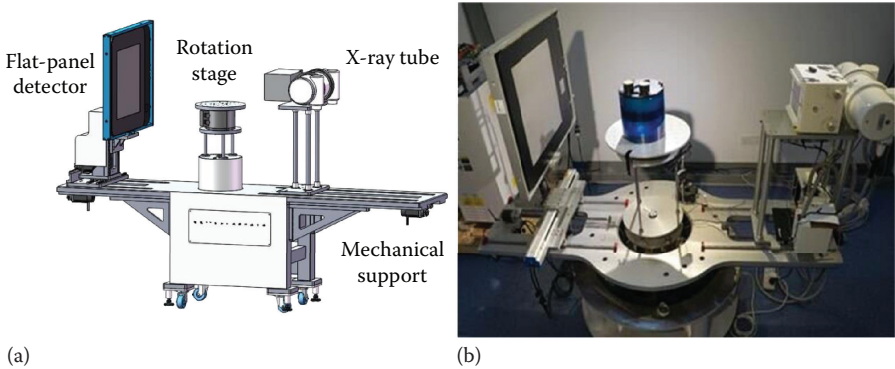 Flat-panel
detector
Rotation
stage
X-ray tube
Mechanical
support
(a)
(b)